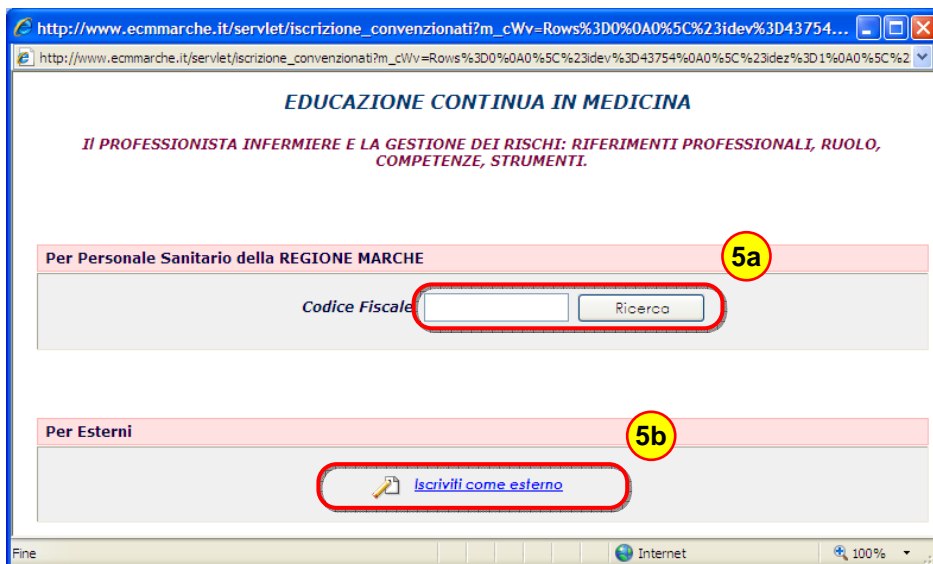 http://www.ecmmarche.it/servlet/iscrizione_convenzionati?m_cWv=Rows%3D0%0A0%5C%23idev%3D43754...
http://www.ecmmarche.it/servlet/iscrizione_convenzionati?m_cWv=Rows%3D0%0A0%5C%23idev%3D43754%0A0%5C%23idez%3D1%0A0%5C%2
EDUCAZIONE CONTINUA IN MEDICINA
Il PROFESSIONISTA INFERMIERE E LA GESTIONE DEI RISCHI: RIFERIMENTI PROFESSIONALI, RUOLO,
COMPETENZE, STRUMENTI.
Per Personale Sanitario della REGIONE MARCHE 5a
Codice Fiscale Ricerca
Per Esterni 5b
Iscriviti come esterno
Fine Internet 100%